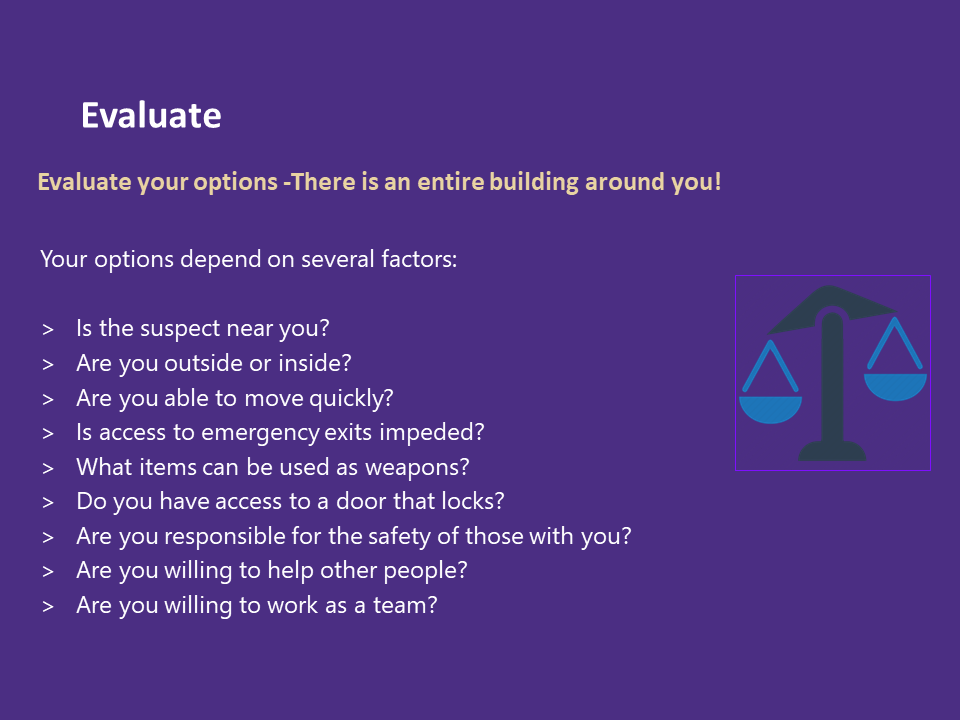 Evaluate
Evaluate your options -There is an entire building around you!
Your options depend on several factors:
> Is the suspect near you?
> Are you outside or inside?
> Are you able to move quickly?
> Is access to emergency exits impeded?
> What items can be used as weapons?
> Do you have access to a door that locks?
> Are you responsible for the safety of those with you?
> Are you willing to help other people?
> Are you willing to work as a team?